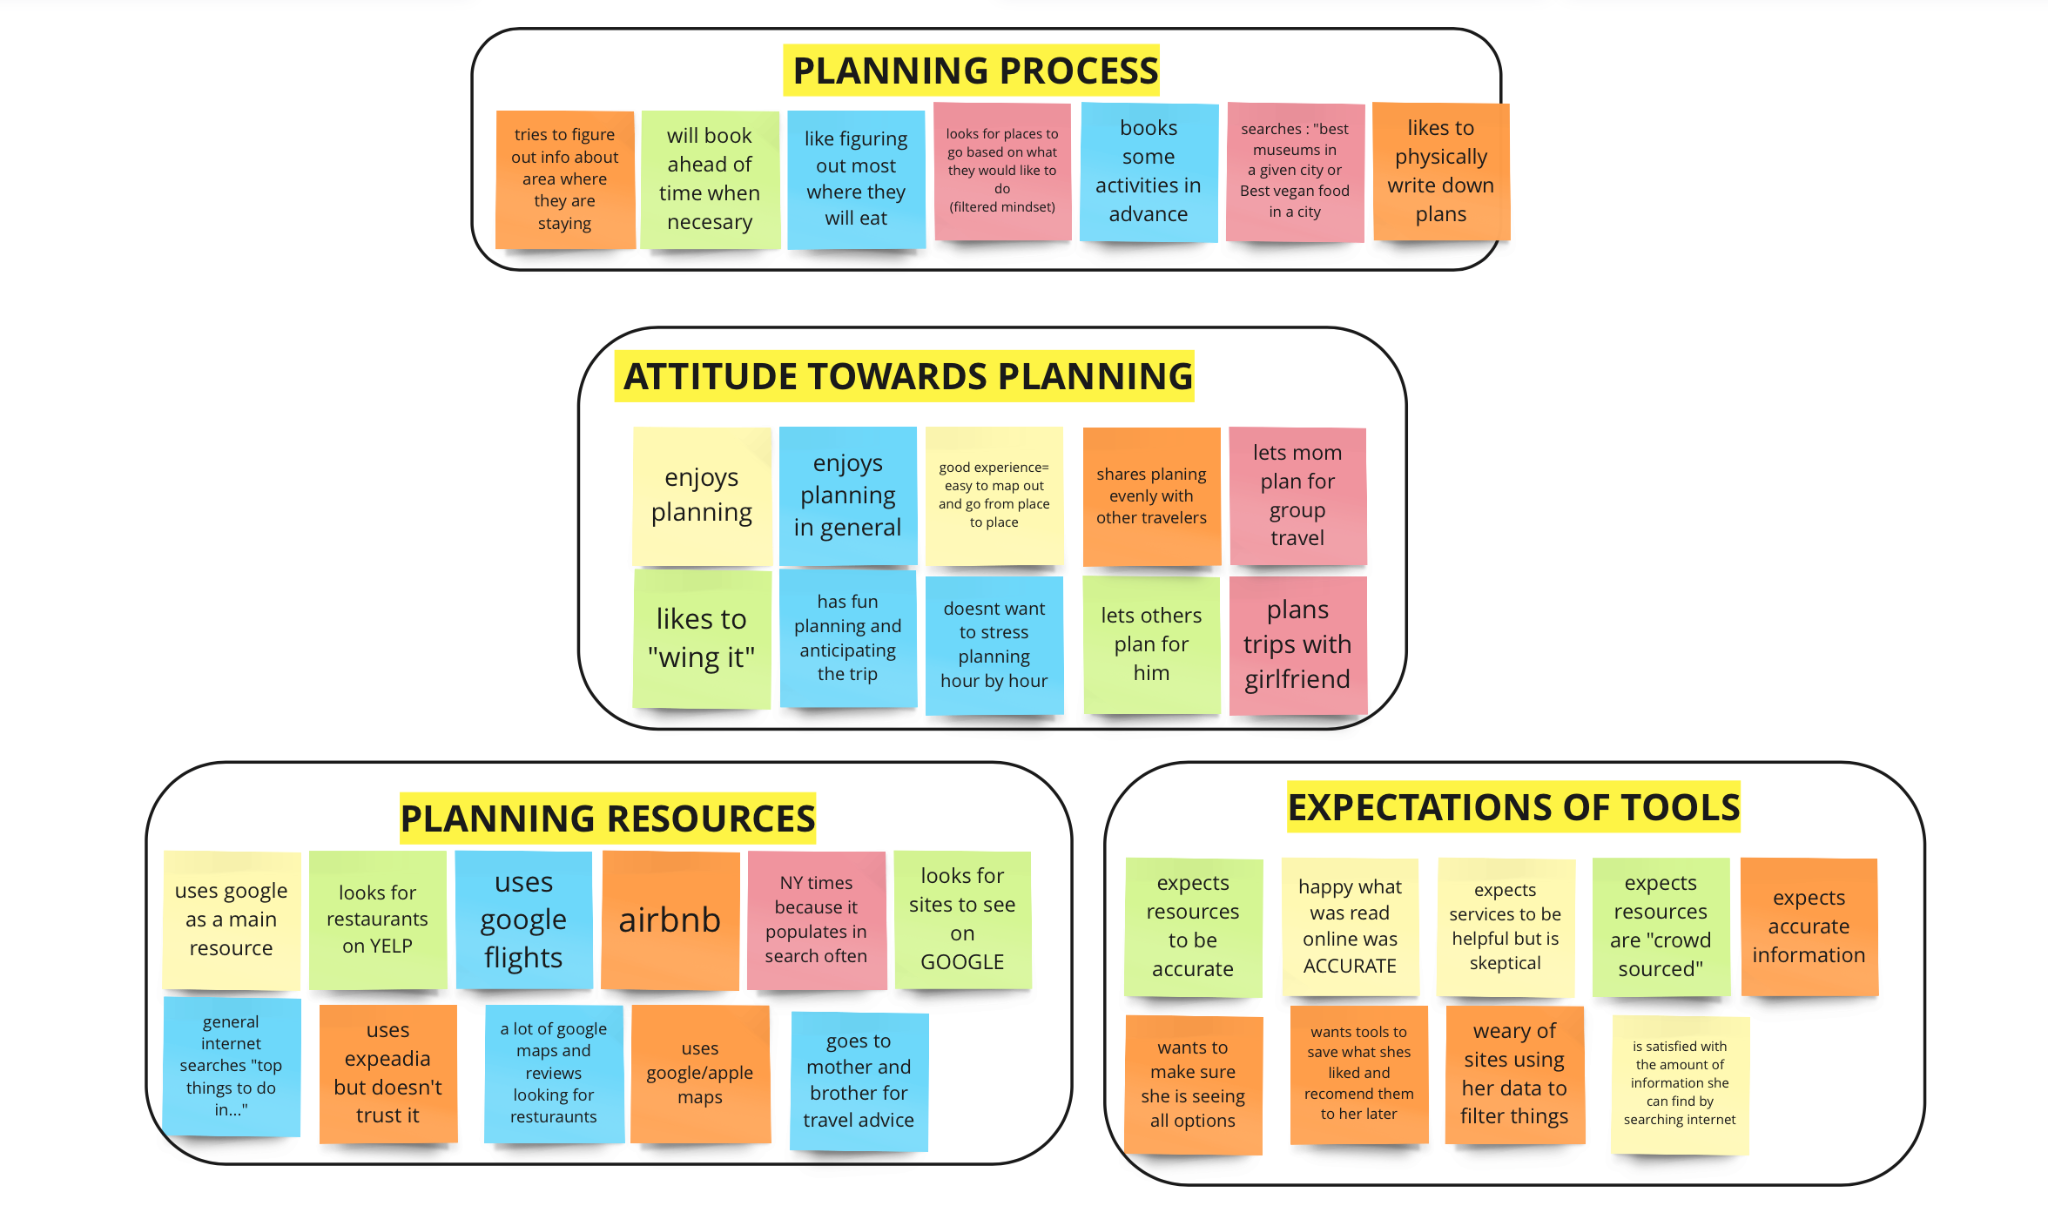 PLANNING PROCESS
tries to figure
out info about
area where
they are
staying
will book
ahead of
time when
necesary
like figuring
out most
where they
will eat
looks for places to
go based on what
they would like to
do
(filtered mindset)
books
some
activities in
advance
searches : "best
museums in
a given city or
Best vegan food
in a city
likes to
physically
write down
plans
ATTITUDE TOWARDS PLANNING
enjoys
planning
enjoys
planning
in general
good experience=
easy to map out
and go from place
to place
shares planing
evenly with
other travelers
lets mom
plan for
group
travel
likes to
"wing it"
has fun
planning and
anticipating
the trip
doesnt want
to stress
planning
hour by hour
lets others
plan for
him
plans
trips with
girlfriend
PLANNING RESOURCES
uses google
as a main
resource
looks for
restaurants
on YELP
uses
google
flights
airbnb
NY times
because it
populates in
search often
looks for
sites to see
on
GOOGLE
general
internet
searches "top
things to do
in..."
uses
expeadia
but doesn't
trust it
a lot of google
maps and
reviews
looking for
resturaunts
uses
google/apple
maps
goes to
mother and
brother for
travel advice
EXPECTATIONS OF TOOLS
expects
resources
to be
accurate
happy what
was read
online was
ACCURATE
expects
services to be
helpful but is
skeptical
expects
resources
are "crowd
sourced"
expects
accurate
information
wants to
make sure
she is seeing
all options
wants tools to
save what shes
liked and
recomend them
to her later
weary of
sites using
her data to
filter things
is satisfied with
the amount of
information she
can find by
searching internet